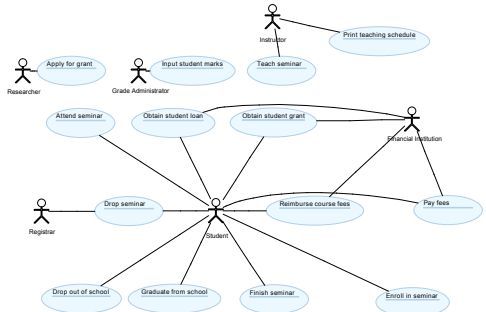 Instructor
Print teaching schedule
Apply for grant
Input student marks
Teach seminar
Researcher
Grade Administrator
Attend seminar
Obtain student loan
Obtain student grant
Financial Institution
Drop seminar
Reimburse course fees
Pay fees
Registrar
Student
Drop out of school
Graduate from school
Finish seminar
Enroll in seminar